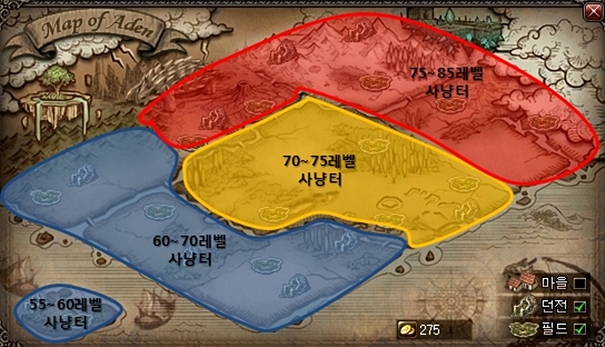 Map of Aden
75~85레벨
사냥터
70~75레벨
사냥터
60~70레벨
사냥터
55~60레벨
사냥터
275
마을
던전
필드